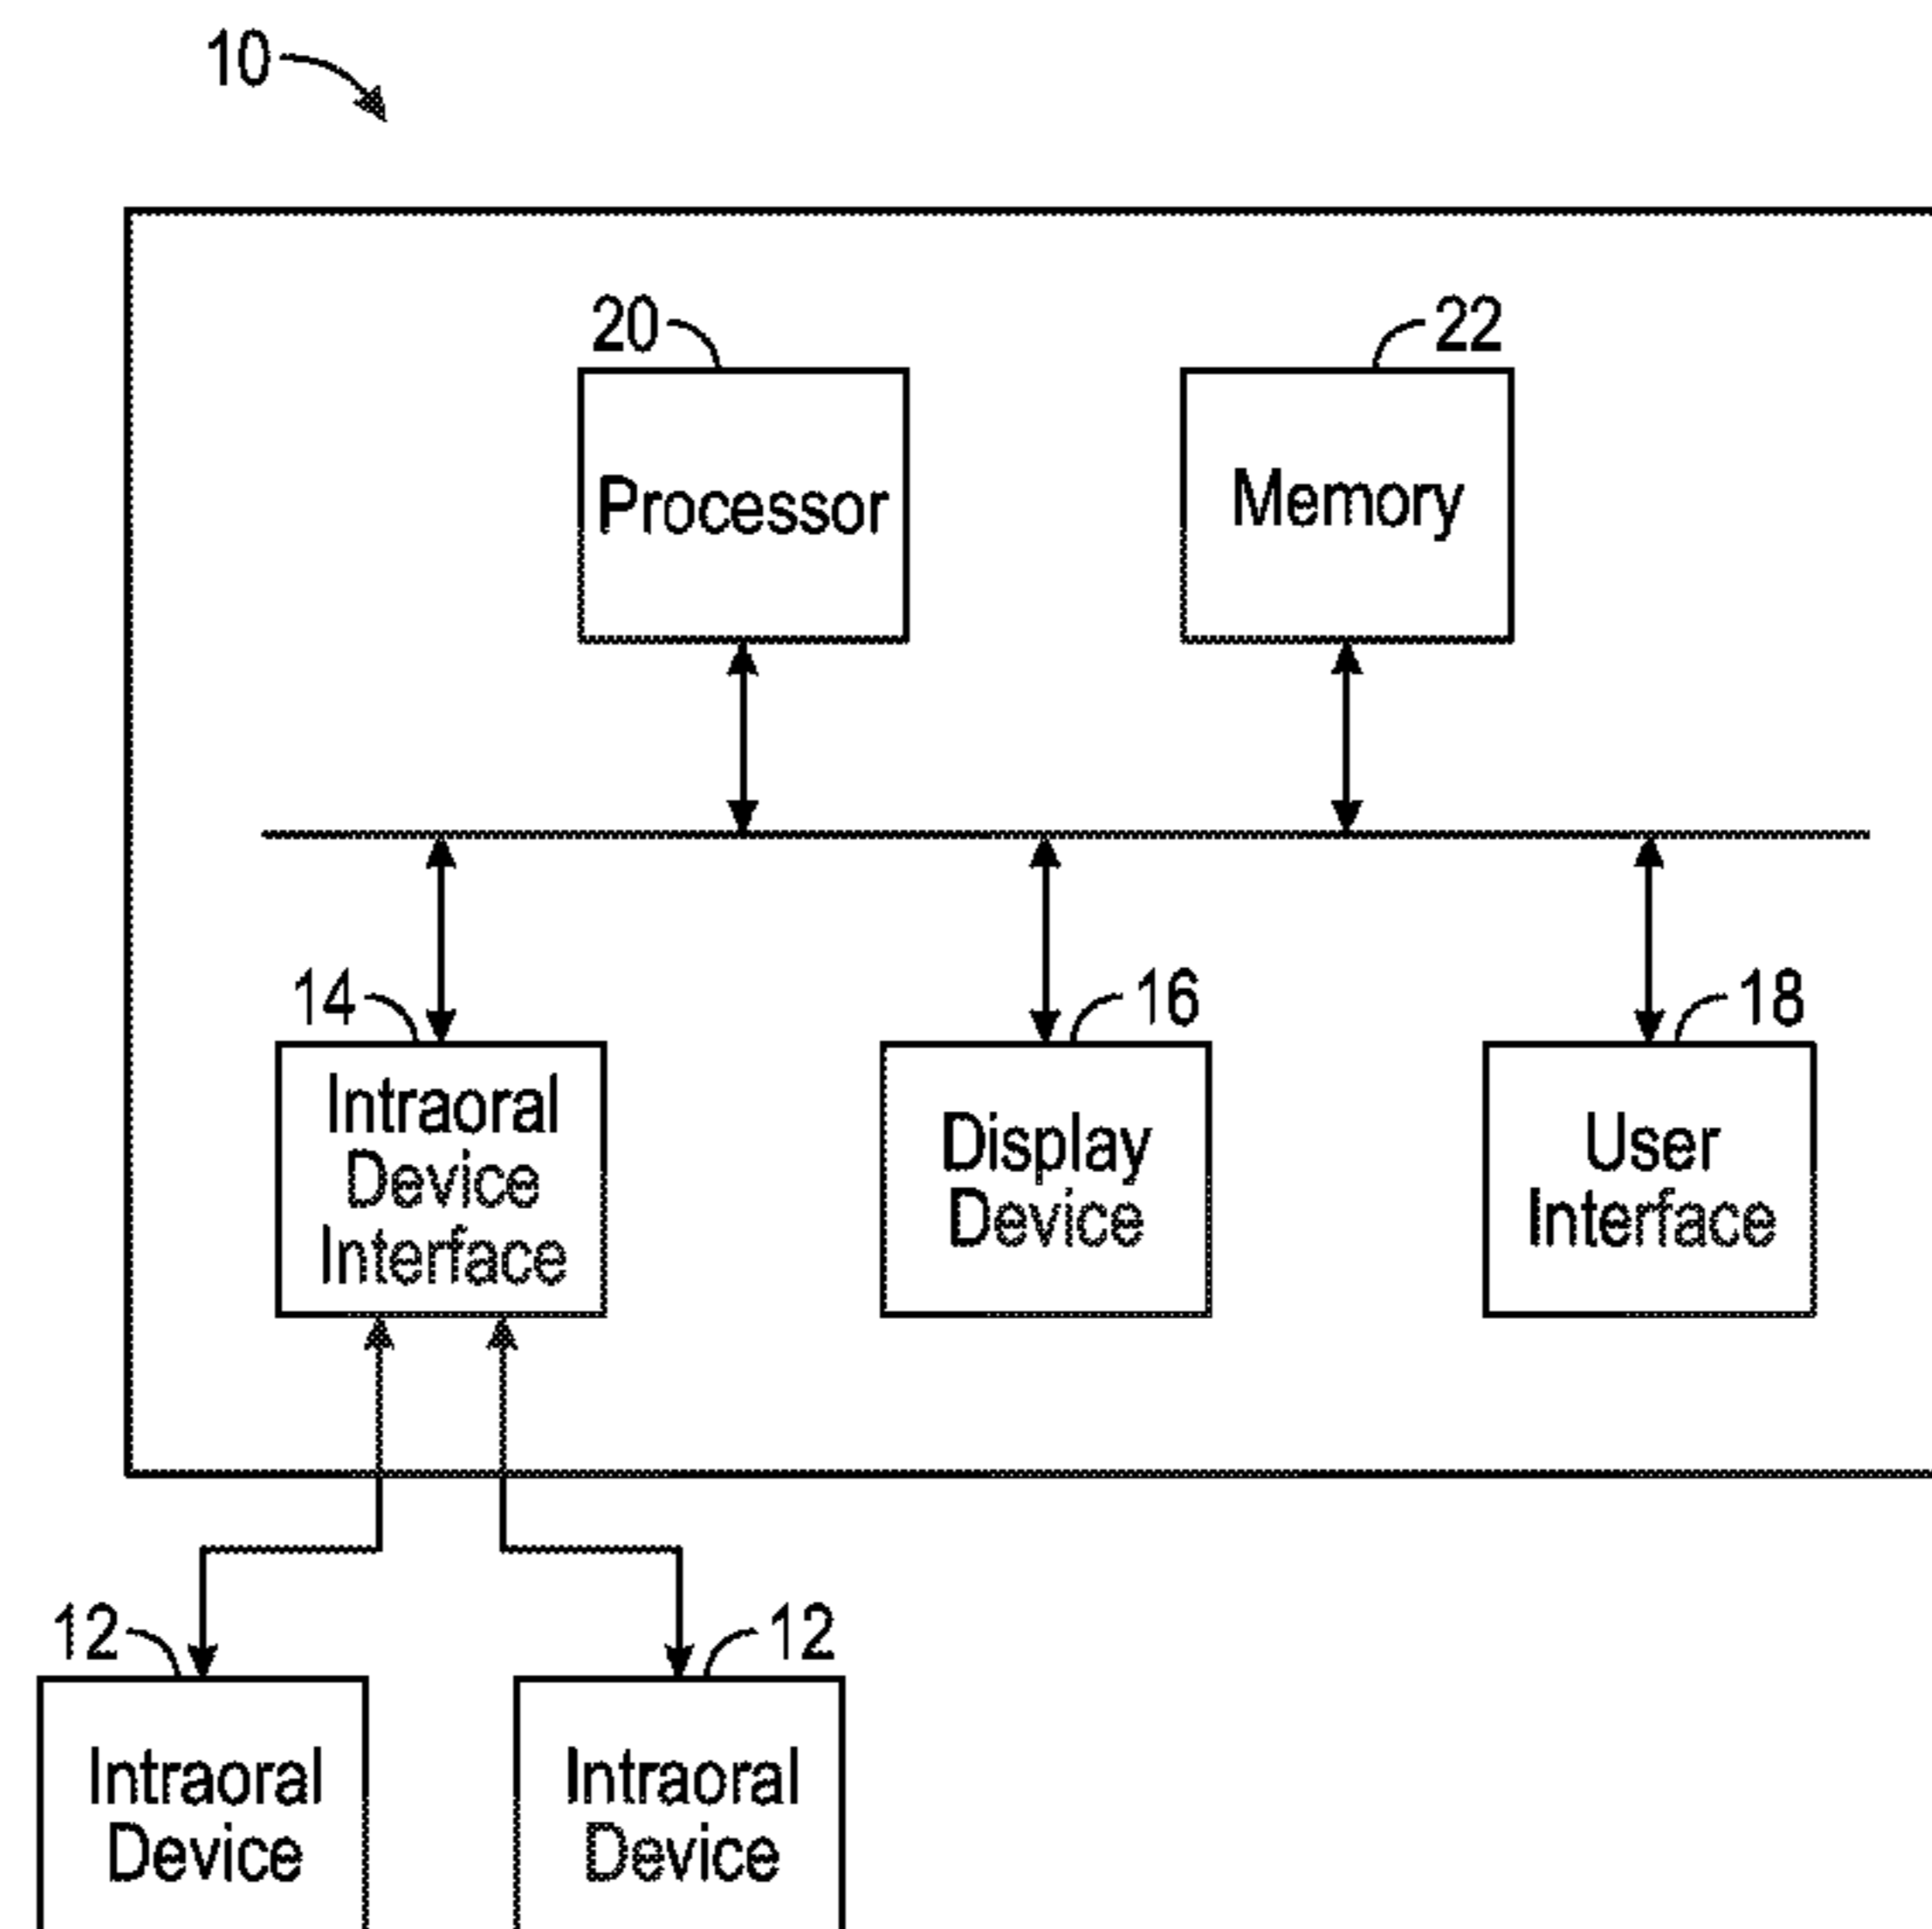 10
20
22
Processor
Memory
14
16
18
Intraoral
Device
Interface
Display
Device
User
Interface
12
12
Intraoral
Device
Intraoral
Device